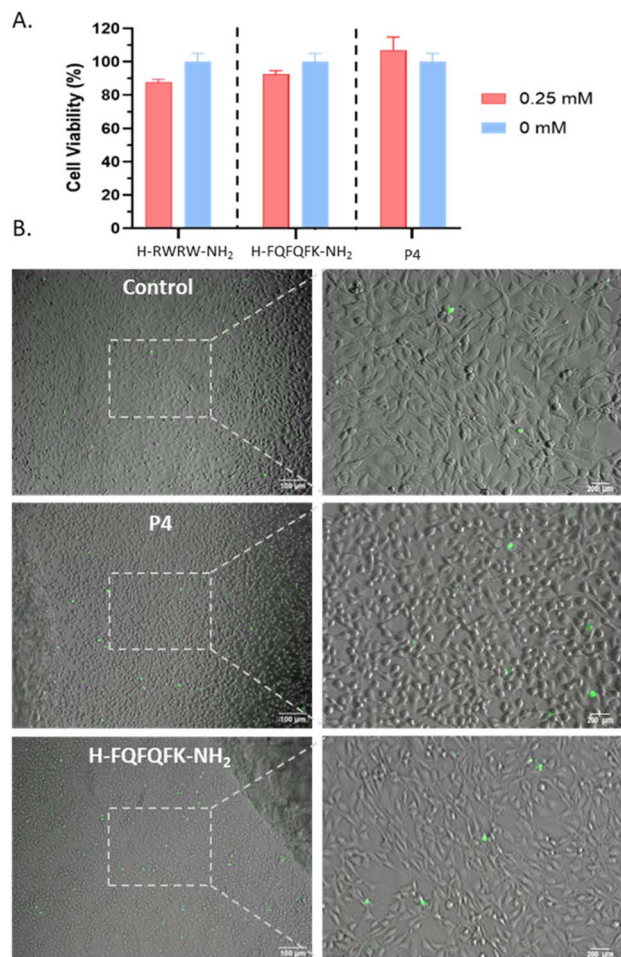 A.
120
100
80
60
40
20
0
Cell Viability (%)
0.25 mM
0 mM
H-RWRW-NH2
H-FQFQFK-NH2
P4
B.
Control
100 µm
200 µm
P4
100 µm
200 µm
H-FQFQFK-NH2
100 µm
200 µm